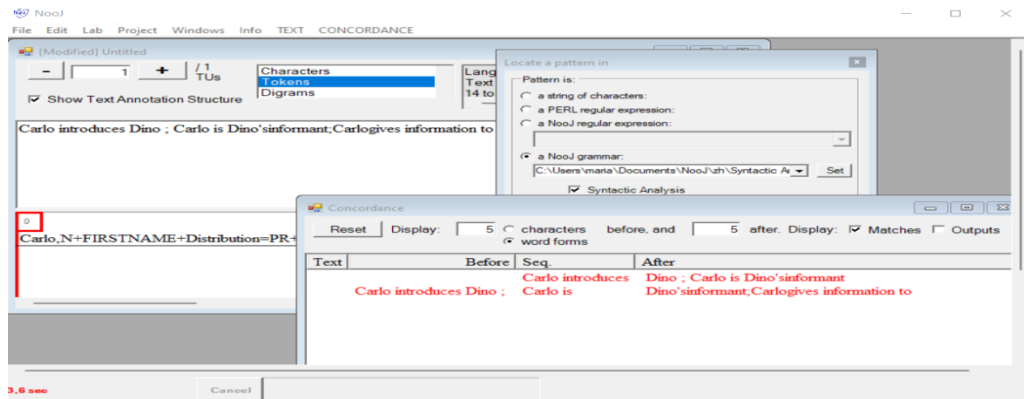 NooJ
File Edit Lab Project Windows Info TEXT CONCORDANCE
[Modified] Untitled
- 1 + / 1 TUs
Characters
Tokens
Digrams
Lang
Text
14 to
Show Text Annotation Structure
Carlo introduces Dino ; Carlo is Dino'sinformant;Carlogives information to
0
Carlo,N+FIRSTNAME+Distribution=PR+
Locate a pattern in
Pattern is:
a string of characters:
a PERL regular expression:
a NooJ regular expression:
a NooJ grammar:
C:\Users\maria\Documents\NooJ\zh\Syntactic A Set
Syntactic Analysis
Concordance
Reset Display: 5 characters before, and 5 after. Display: Matches Outputs
word forms
Text Before Seq. After
Carlo introduces Dino ; Carlo is Dino'sinformant
Carlo introduces Dino ; Carlo is Dino'sinformant;Carlogives information to
3,6 sec Cancel